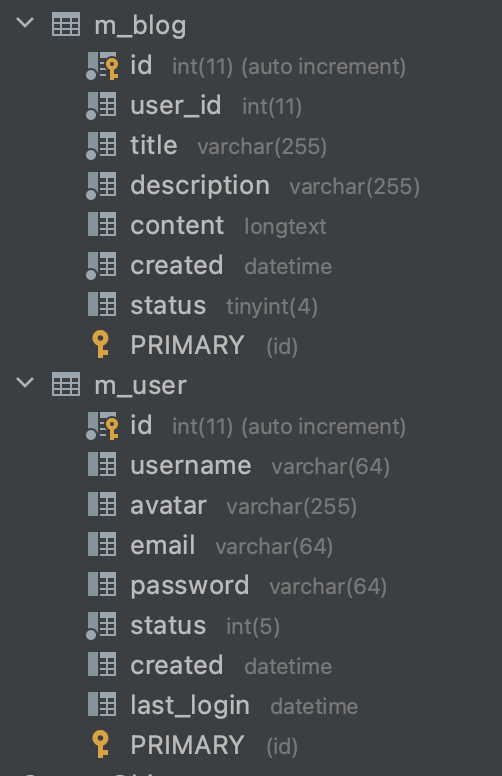 m_blog
id int(11) (auto increment)
user_id int(11)
title varchar(255)
description varchar(255)
content longtext
created datetime
status tinyint(4)
PRIMARY (id)
m_user
id int(11) (auto increment)
username varchar(64)
avatar varchar(255)
email varchar(64)
password varchar(64)
status int(5)
created datetime
last_login datetime
PRIMARY (id)